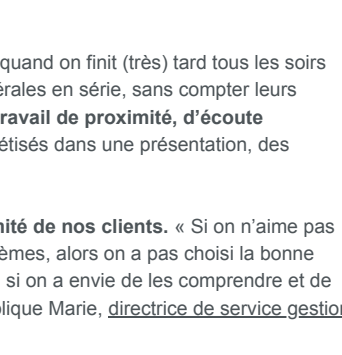 quand on finit (très) tard tous les soirs
érales en série, sans compter leurs
ravail de proximité, d’écoute
étisés dans une présentation, des
nité de nos clients. « Si on n’aime pas
èmes, alors on a pas choisi la bonne
si on a envie de les comprendre et de
lique Marie, directrice de service gestion